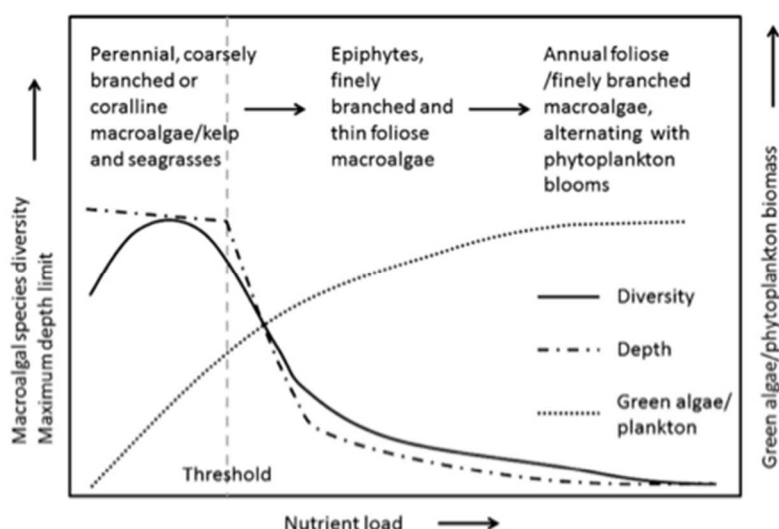 Perennial, coarsely
branched or
coralline
macroalgae/kelp
and seagrasses
Epiphytes,
finely
branched and
thin foliose
macroalgae
Annual foliose
/finely branched
macroalgae,
alternating with
phytoplankton
blooms
Macroalgal species diversity
Maximum depth limit
Green algae/phytoplankton biomass
Diversity
Depth
Green algae/
plankton
Threshold
Nutrient load